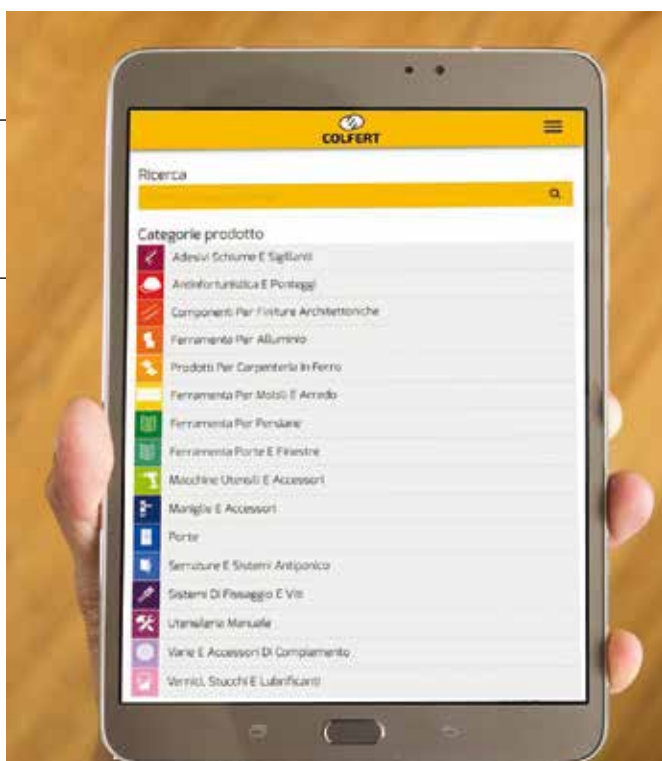 COLFERT
Ricerca
Categorie prodotto
Adesivi Schiume E Sigillanti
Antinfortunistica E Ponteggi
Componenti Per Finiture Architettoniche
Ferramenta Per Alluminio
Prodotti Per Carpenteria In Ferro
Ferramenta Per Mobili E Arredo
Ferramenta Per Persiane
Ferramenta Porte E Finestre
Macchine Utensili E Accessori
Maniglie E Accessori
Porte
Serrature E Sistemi Antipanico
Sistemi Di Fissaggio E Viti
Utensileria Manuale
Varie E Accessori Di Complemento
Vernici, Stucchi E Lubrificanti